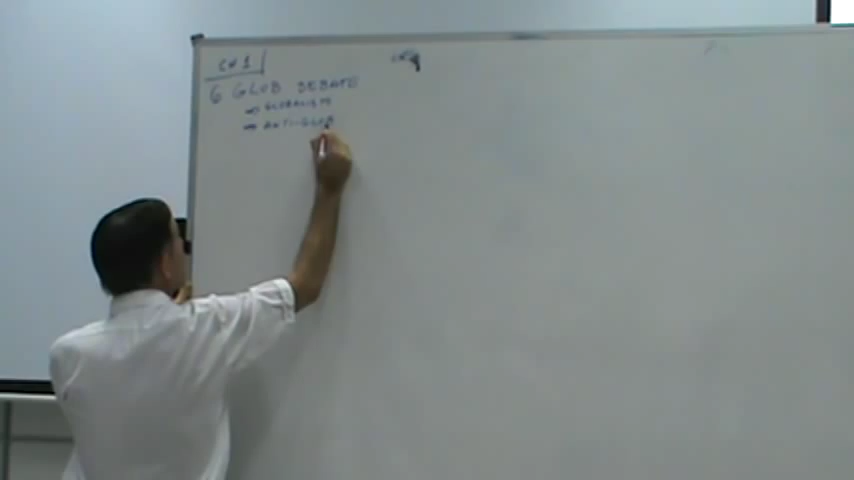 CH 1
6 GLOB DEBATE
⇒ GLOBALISM
⇒ ANTI-GLOB